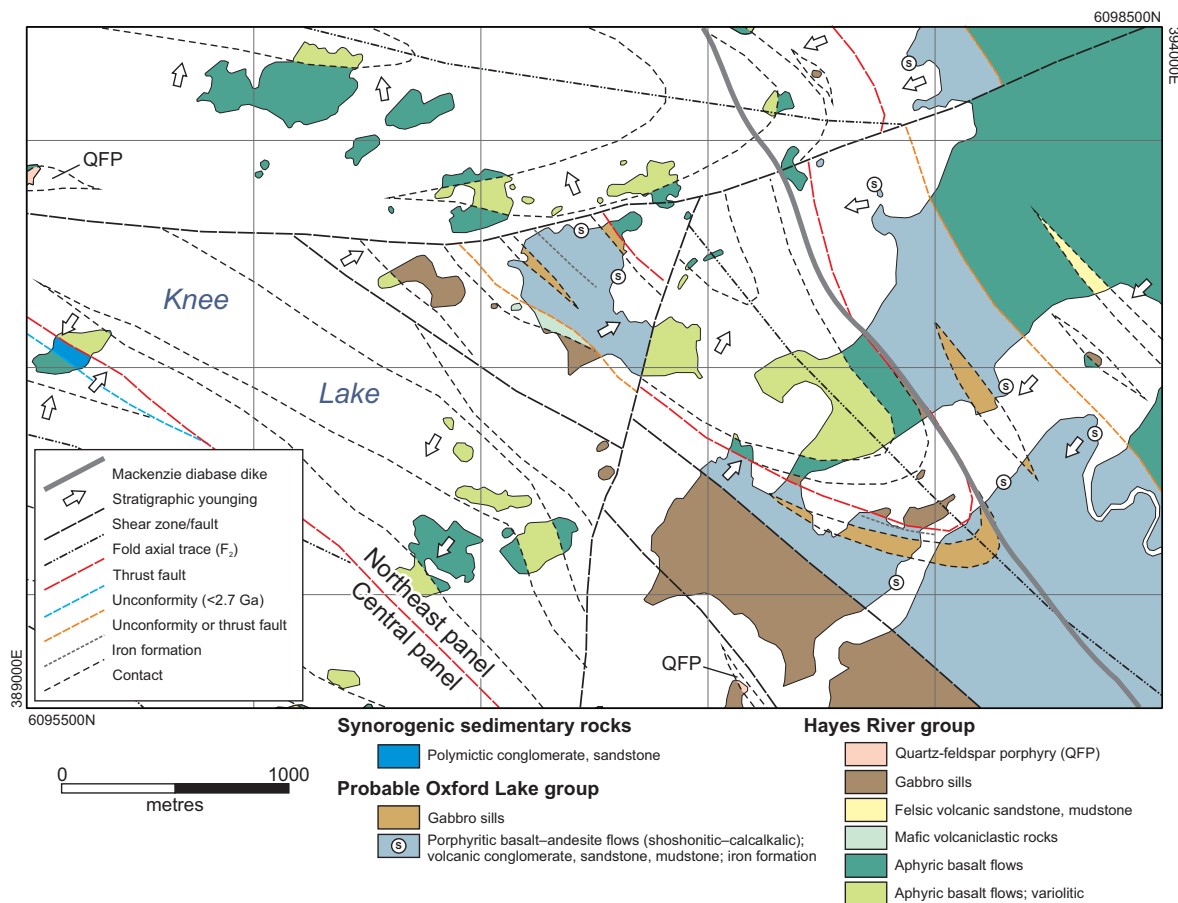 6098500N
394000E
QFP
Knee
Lake
Northeast panel
Central panel
QFP
S
S
S
S
S
S
S
S
Mackenzie diabase dike
Stratigraphic younging
Shear zone/fault
Fold axial trace (F₂)
Thrust fault
Unconformity (<2.7 Ga)
Unconformity or thrust fault
Iron formation
Contact
389000E
6095500N
0 1000
metres
Synorogenic sedimentary rocks
Polymictic conglomerate, sandstone
Probable Oxford Lake group
Gabbro sills
S Porphyritic basalt–andesite flows (shoshonitic–calcalkalic);
volcanic conglomerate, sandstone, mudstone; iron formation
Hayes River group
Quartz-feldspar porphyry (QFP)
Gabbro sills
Felsic volcanic sandstone, mudstone
Mafic volcaniclastic rocks
Aphyric basalt flows
Aphyric basalt flows; variolitic